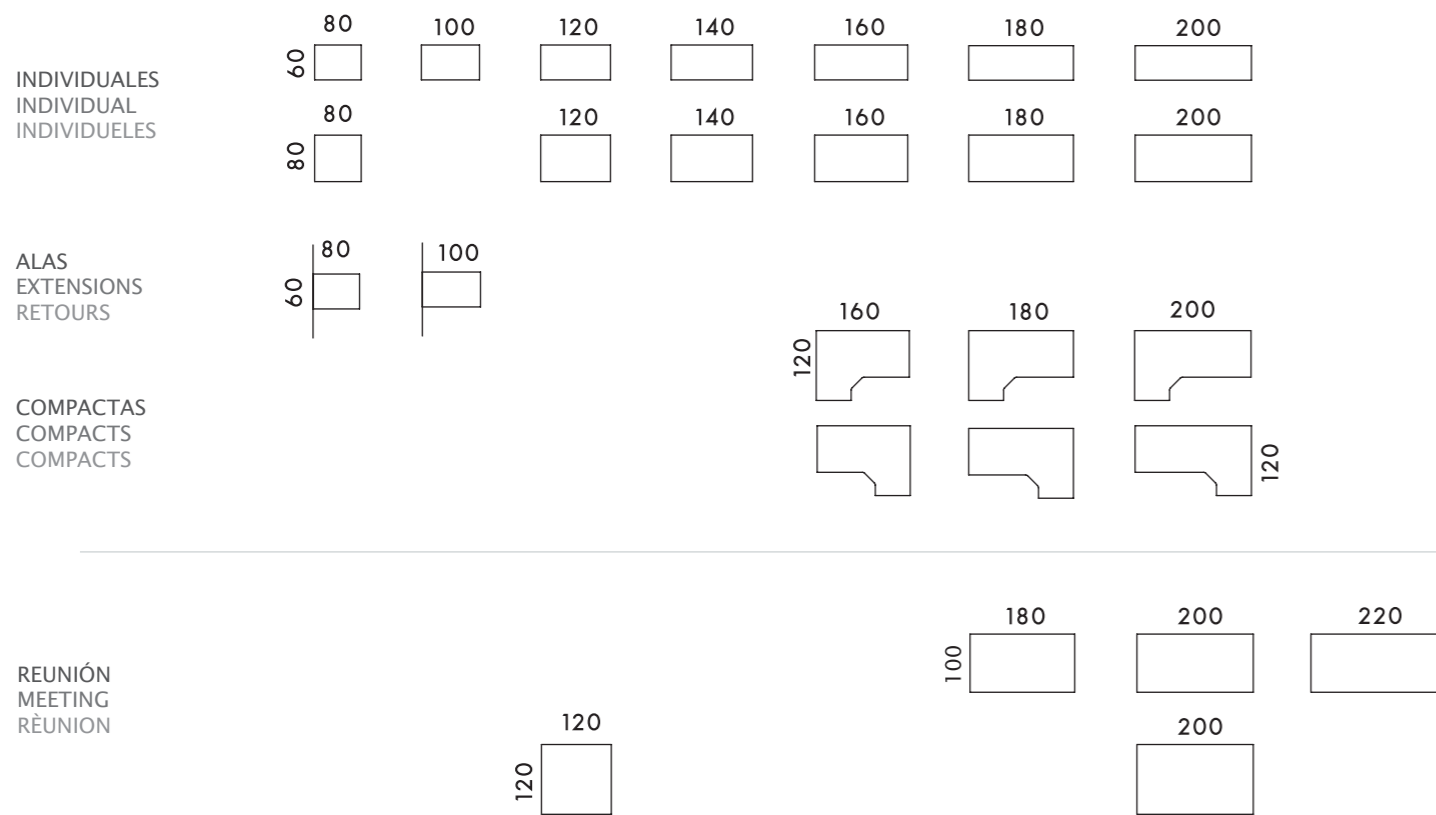 80 100 120 140 160 180 200
60
INDIVIDUALES
INDIVIDUAL
INDIVIDUELES
80 120 140 160 180 200
80
80 100
ALAS
EXTENSIONS
RETOURS
60
160 180 200
120
COMPACTAS
COMPACTS
COMPACTS
120
180 200 220
100
REUNIÓN
MEETING
RÈUNION
120 200
120